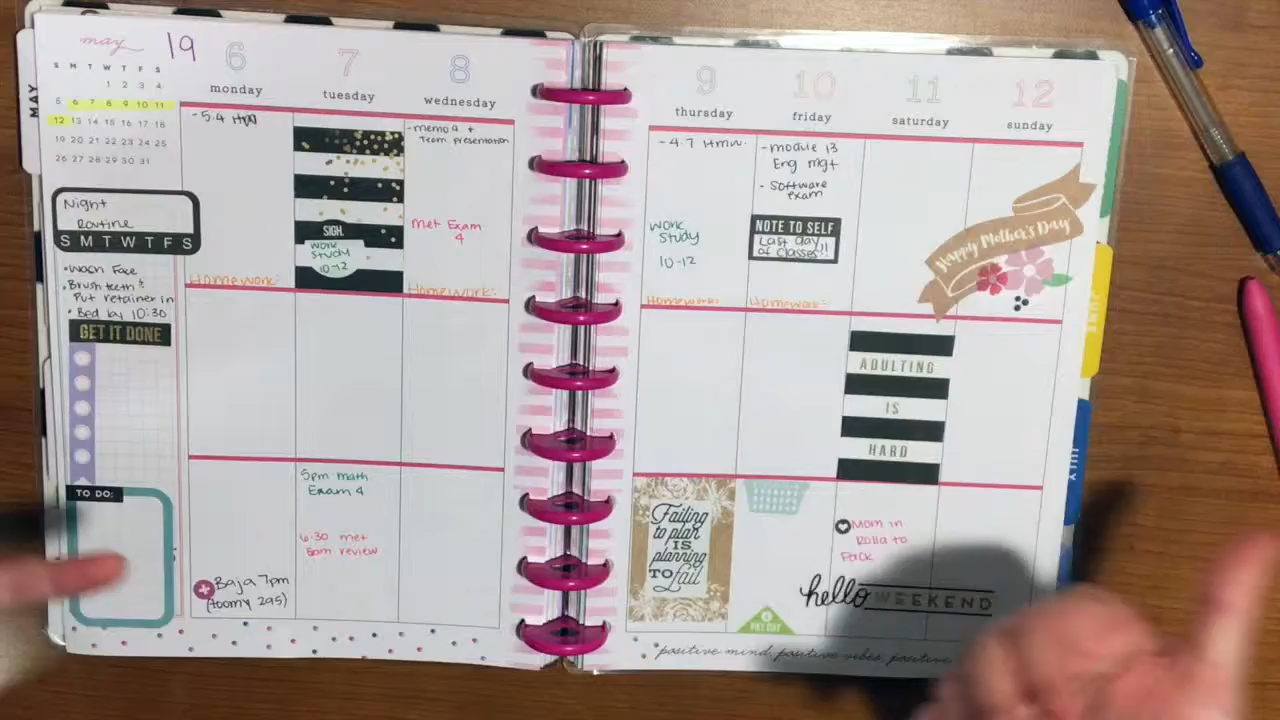 may 19
S M T W T F S
1 2 3 4
5 6 7 8 9 10 11
12 13 14 15 16 17 18
19 20 21 22 23 24 25
26 27 28 29 30 31
MAY
Night
Routine
S M T W T F S
• Wash Face
• Brush teeth &
Put retainer in
• Bed by 10:30
GET IT DONE
TO DO:
6
monday
- 5.4 HW
Homework:
+ Baja 7pm
(toomy 295)
7
tuesday
SIGH.
work
study
10-12
5pm math
Exam 4
6:30 met
exam review
8
wednesday
- memo 4 +
Team presentation
met Exam
4
Homework:
9
thursday
- 4.7 HMW.
work
study
10-12
Homework:
Failing
to plan
IS
planning
TO fail
10
friday
- module 13
Eng mgt
- Software
exam
NOTE TO SELF
Last day
of classes!!
Homework:
PAY DAY
11
saturday
ADULTING
IS
HARD
Mom in
Rolla to
Pack
hello WEEKEND
12
sunday
Happy Mother's Day
positive mind, positive vibes, positive
JUNE
JULY